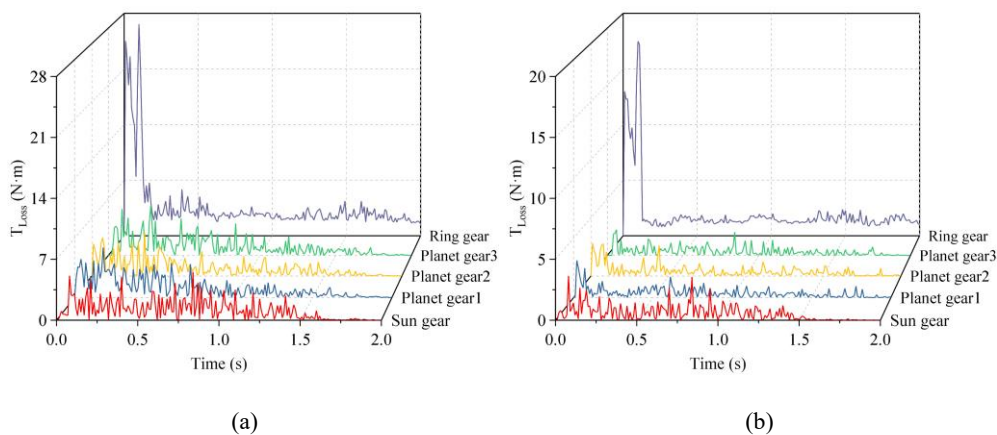 28
21
14
7
0
T_Loss (N·m)
0.0 0.5 1.0 1.5 2.0
Time (s)
Ring gear
Planet gear3
Planet gear2
Planet gear1
Sun gear
(a)
20
15
10
5
0
T_Loss (N·m)
0.0 0.5 1.0 1.5 2.0
Time (s)
Ring gear
Planet gear3
Planet gear2
Planet gear1
Sun gear
(b)